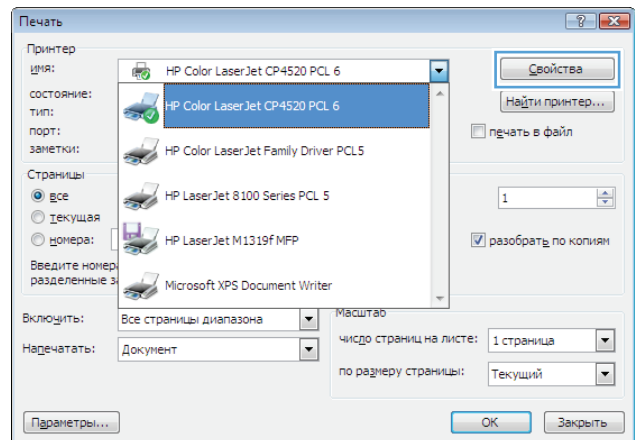 Печать
Принтер
имя: HP Color LaserJet CP4520 PCL 6 Свойства
состояние: HP Color LaserJet CP4520 PCL 6 Найти принтер...
тип:
порт: HP Color LaserJet Family Driver PCL5 печать в файл
заметки:
Страницы
все HP LaserJet 8100 Series PCL 5 1
текущая
номера: HP LaserJet M1319f MFP разобрать по копиям
Введите номер
разделенные з Microsoft XPS Document Writer
Включить: Все страницы диапазона Масштаб
число страниц на листе: 1 страница
Напечатать: Документ
по размеру страницы: Текущий
Параметры... OK Закрыть